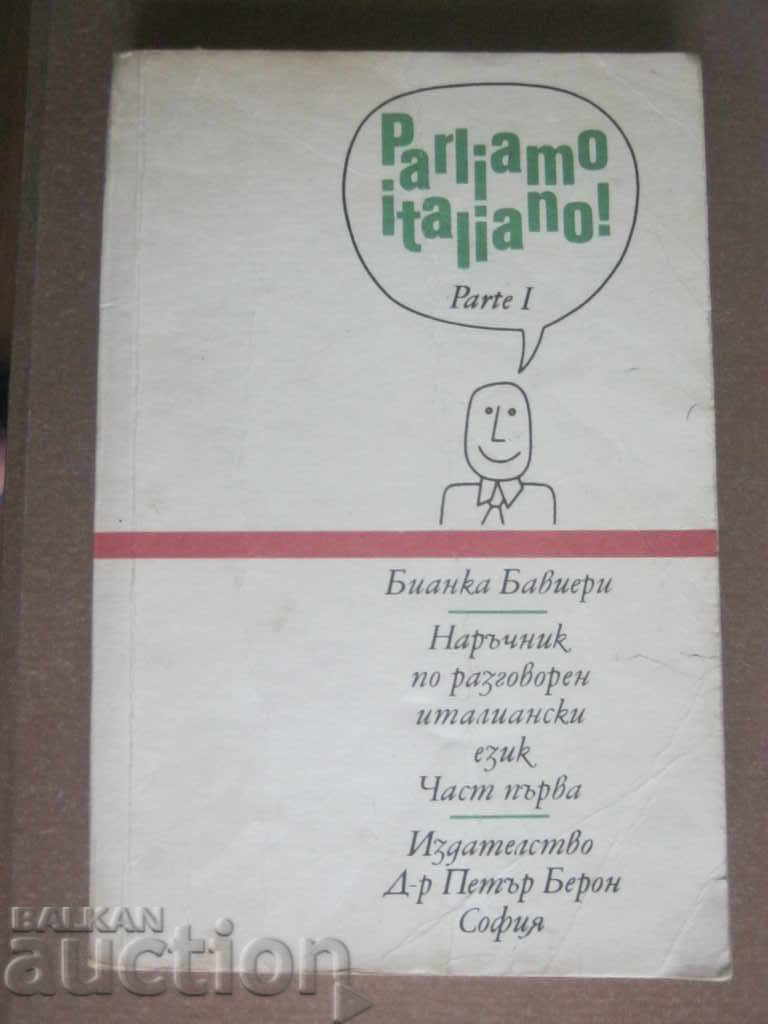 Parliamo
italiano!
Parte I
Бианка Бавиери
Наръчник
по разговорен
италиански
език
Част първа
Издателство
Д-р Петър Берон
София
BALKAN
auction